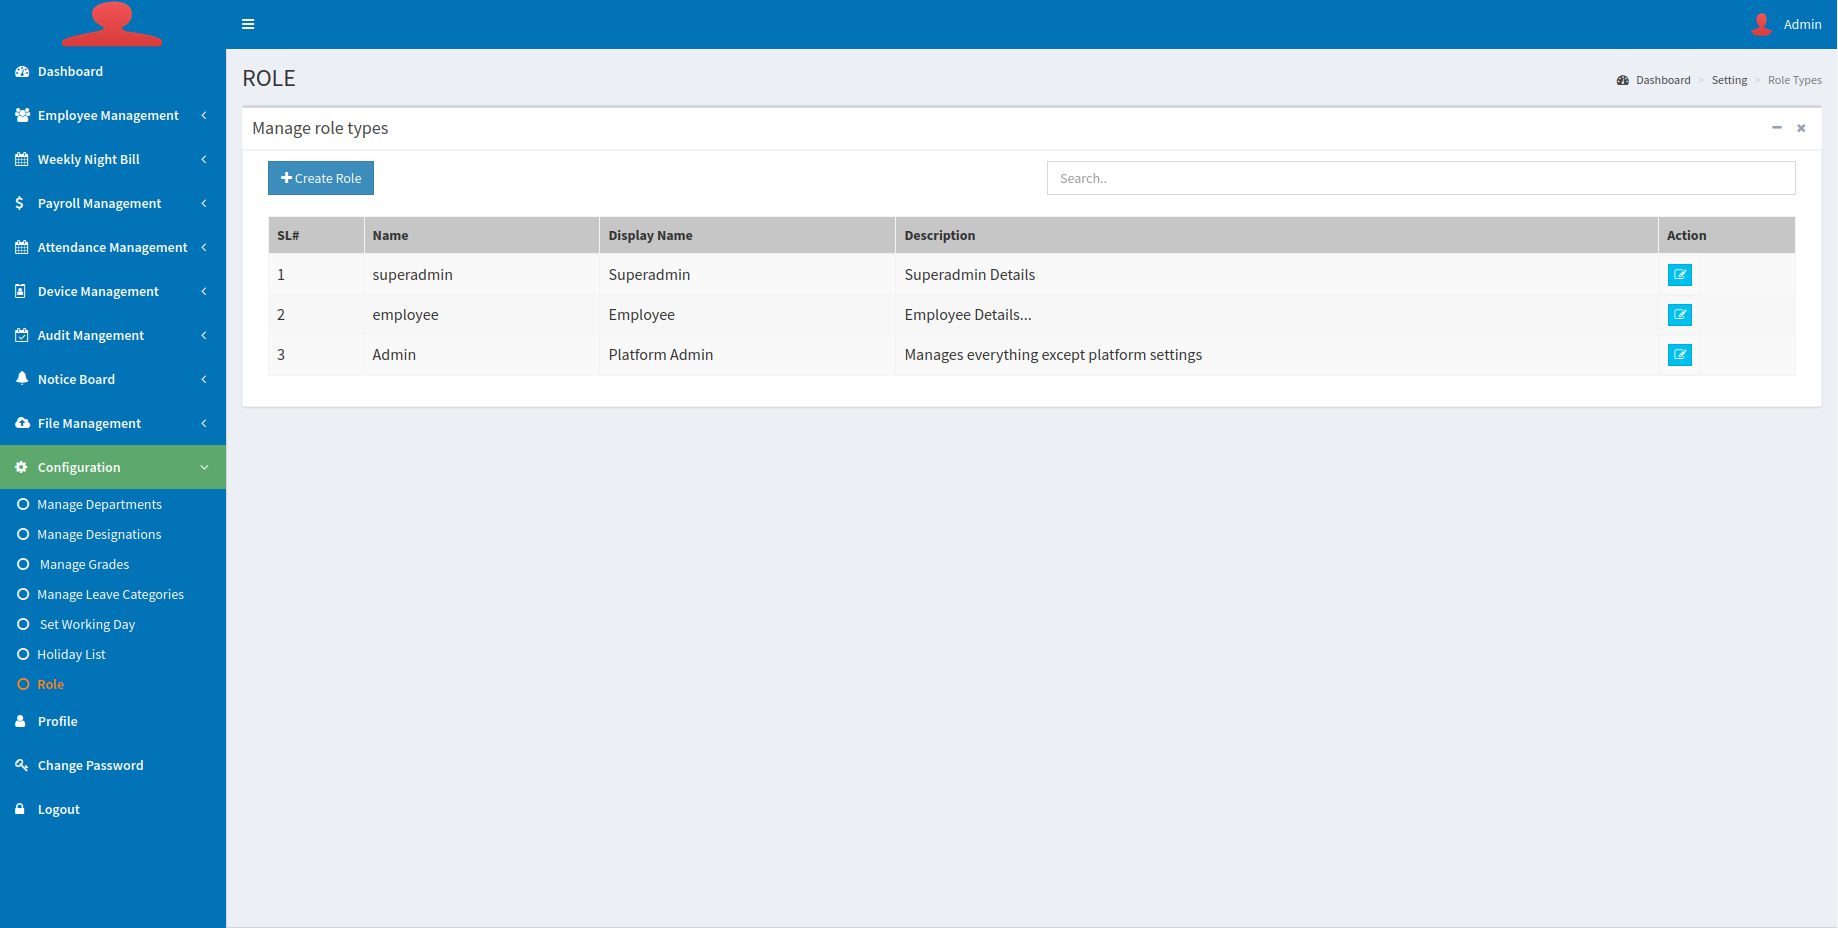 Admin
Dashboard
Employee Management
Weekly Night Bill
Payroll Management
Attendance Management
Device Management
Audit Mangement
Notice Board
File Management
Configuration
Manage Departments
Manage Designations
Manage Grades
Manage Leave Categories
Set Working Day
Holiday List
Role
Profile
Change Password
Logout
ROLE
Dashboard > Setting > Role Types
Manage role types
Create Role
Search..
SL# Name Display Name Description Action
1 superadmin Superadmin Superadmin Details
2 employee Employee Employee Details...
3 Admin Platform Admin Manages everything except platform settings